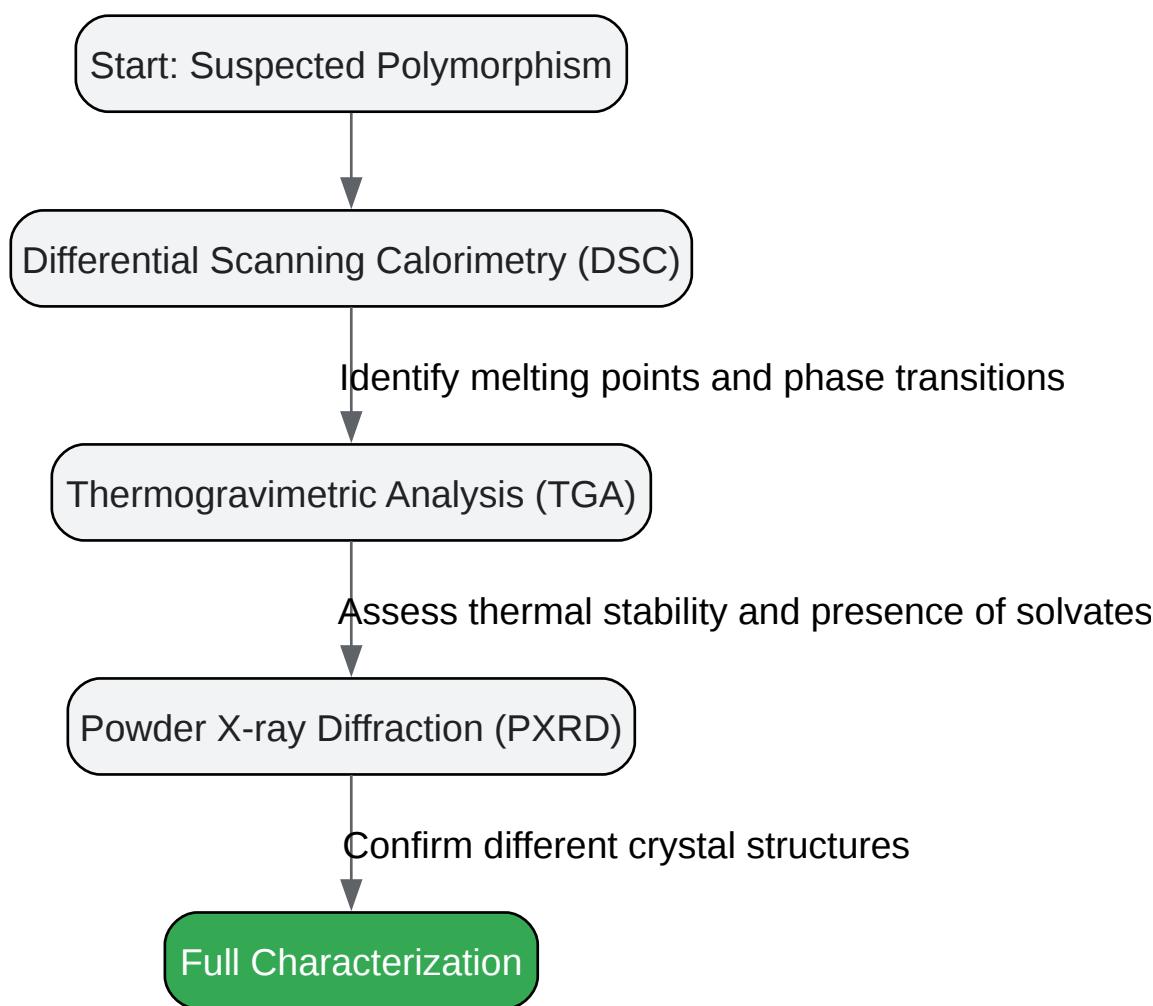 Start: Suspected Polymorphism
Differential Scanning Calorimetry (DSC)
Identify melting points and phase transitions
Thermogravimetric Analysis (TGA)
Assess thermal stability and presence of solvates
Powder X-ray Diffraction (PXRD)
Confirm different crystal structures
Full Characterization